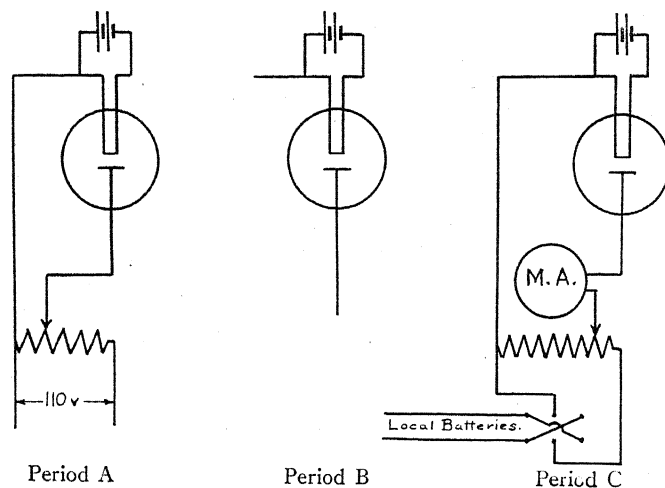 M. A.
110 v
Local Batteries.
Period A
Period B
Period C